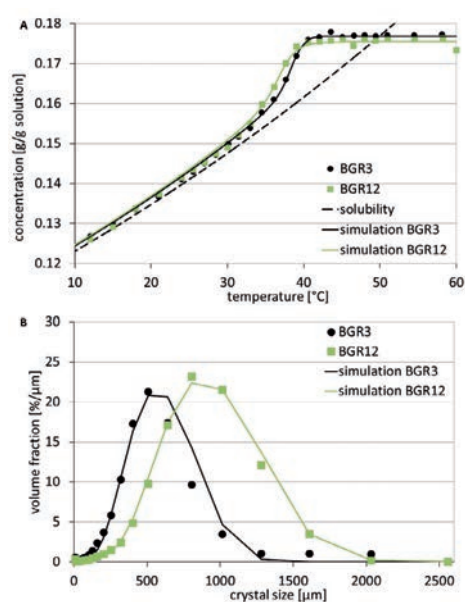 A
0.18
0.17
0.16
0.15
0.14
0.13
0.12
concentration [g/g solution]
BGR3
BGR12
solubility
simulation BGR3
simulation BGR12
10 20 30 40 50 60
temperature [°C]
B
30
25
20
15
10
5
0
volume fraction [%/µm]
BGR3
BGR12
simulation BGR3
simulation BGR12
0 500 1000 1500 2000 2500
crystal size [µm]